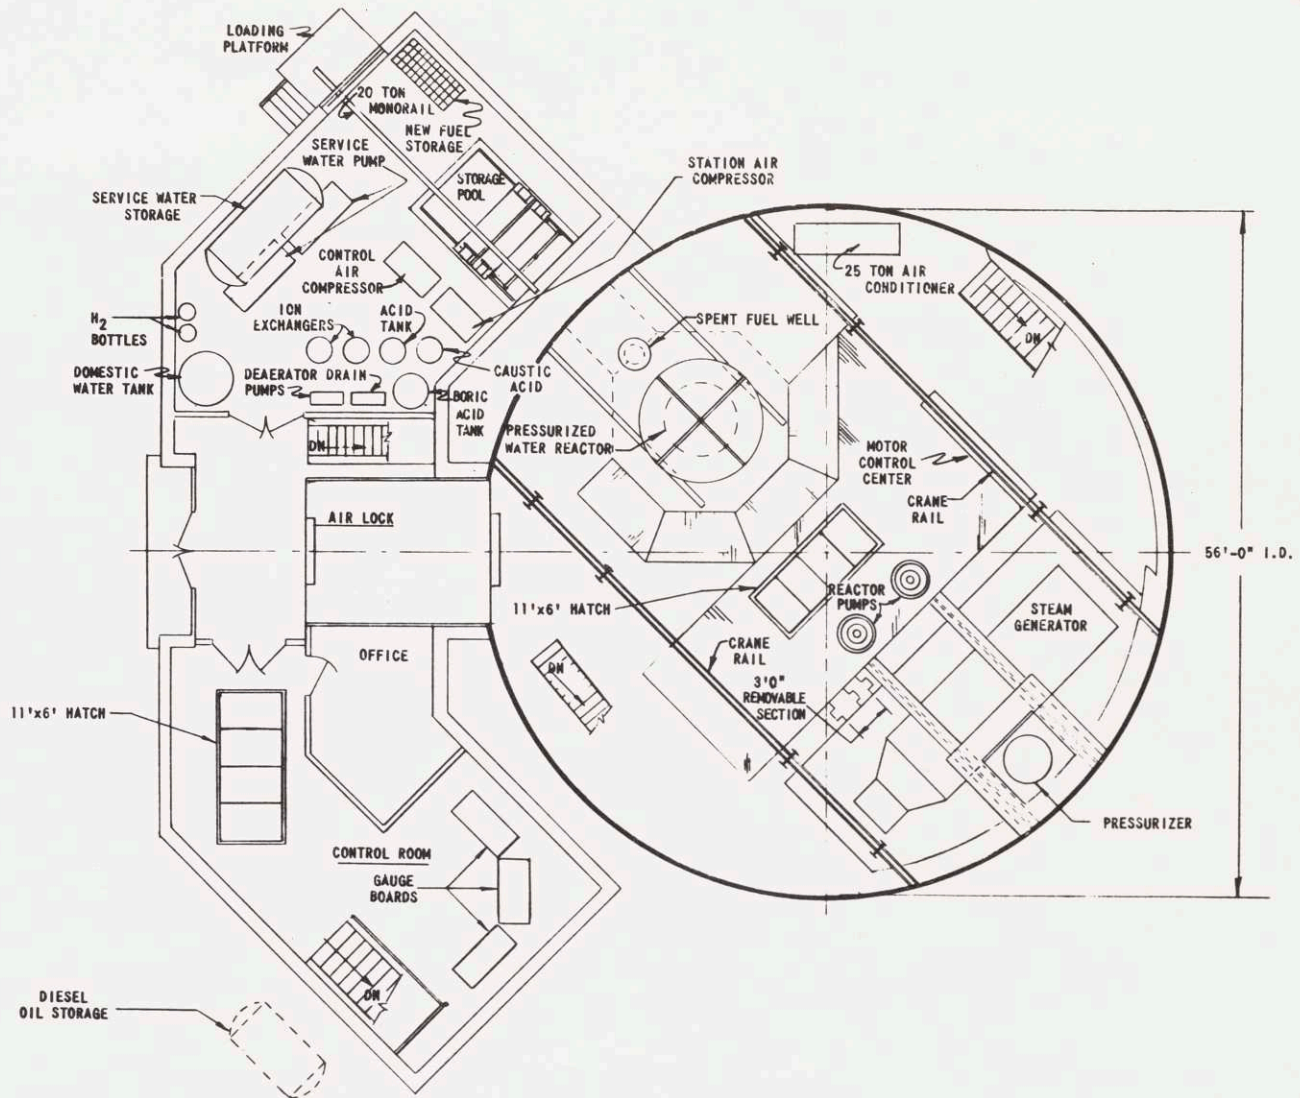 LOADING
PLATFORM
20 TON
MONORAIL
NEW FUEL
STORAGE
SERVICE
WATER PUMP
STORAGE
POOL
STATION AIR
COMPRESSOR
SERVICE WATER
STORAGE
CONTROL
AIR
COMPRESSOR
25 TON AIR
CONDITIONER
DN
H2
BOTTLES
ION
EXCHANGERS
ACID
TANK
SPENT FUEL WELL
DOMESTIC
WATER TANK
DEAERATOR DRAIN
PUMPS
CAUSTIC
ACID
BORIC
ACID
TANK
PRESSURIZED
WATER REACTOR
DN
MOTOR
CONTROL
CENTER
CRANE
RAIL
AIR LOCK
56'-0" I.D.
11'x6' HATCH
REACTOR
PUMPS
STEAM
GENERATOR
OFFICE
DN
CRANE
RAIL
3'0"
REMOVABLE
SECTION
11'x6' HATCH
PRESSURIZER
CONTROL ROOM
GAUGE
BOARDS
DN
DIESEL
OIL STORAGE